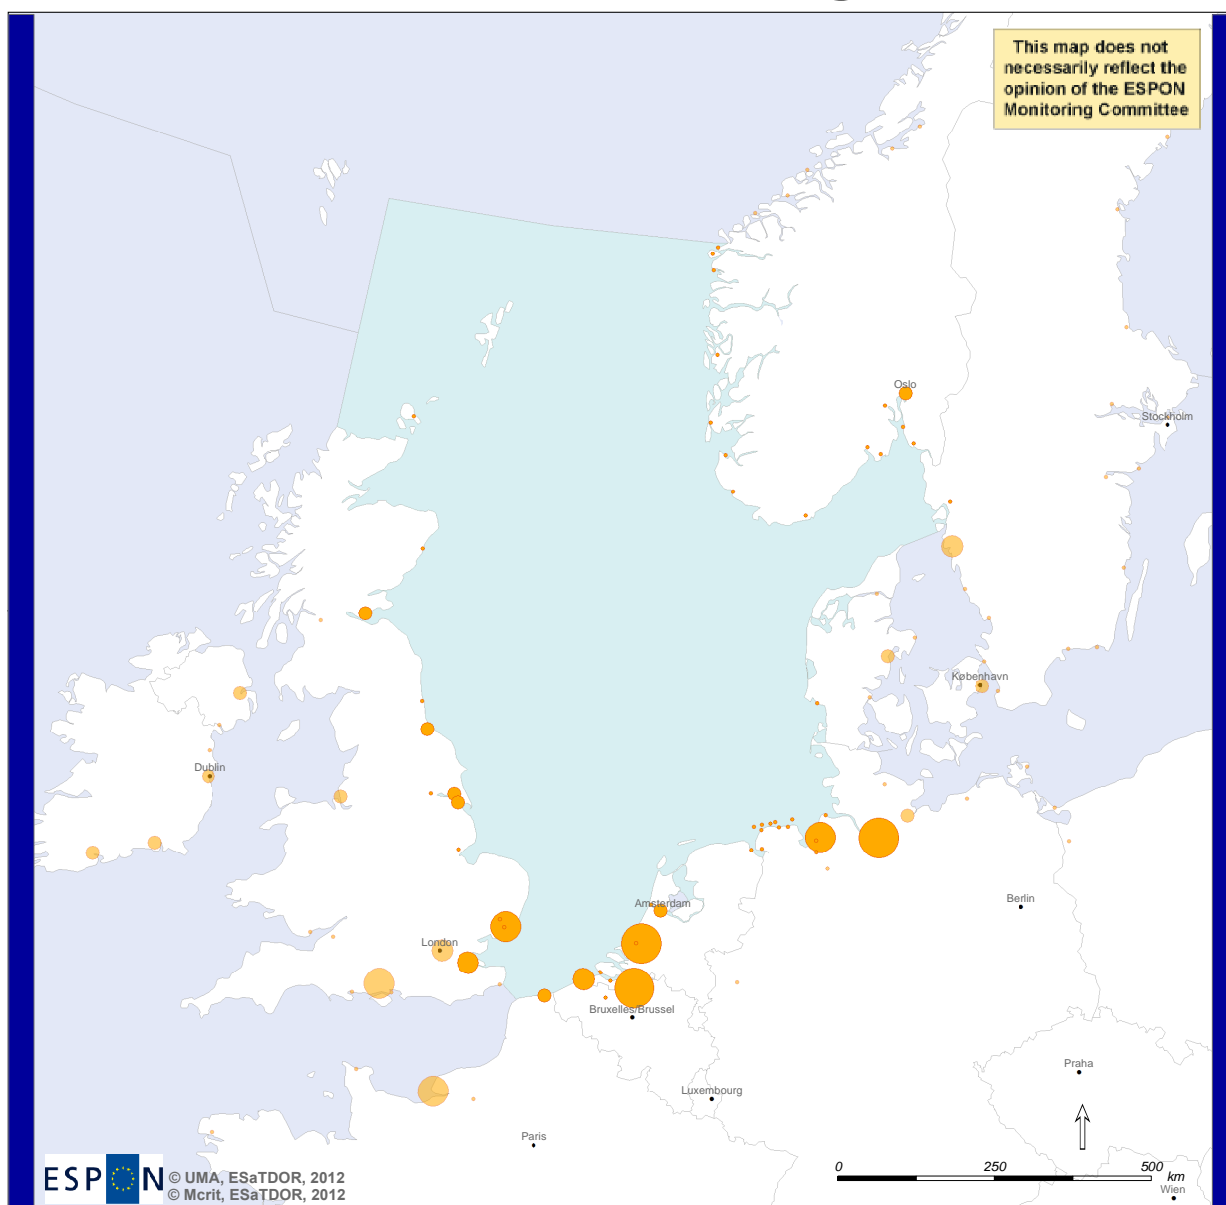 This map does not
necessarily reflect the
opinion of the ESPON
Monitoring Committee
Oslo
Stockholm
København
Dublin
Amsterdam
Berlin
London
Bruxelles/Brussel
Praha
Luxembourg
Paris
ESPON
© UMA, ESaTDOR, 2012
© Mcrit, ESaTDOR, 2012
0 250 500
km
Wien